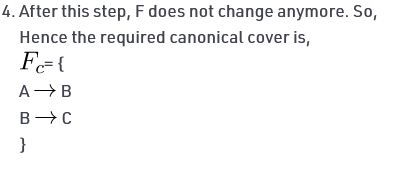 4. After this step, F does not change anymore. So,
Hence the required canonical cover is,
Fc= {
A → B
B → C
}